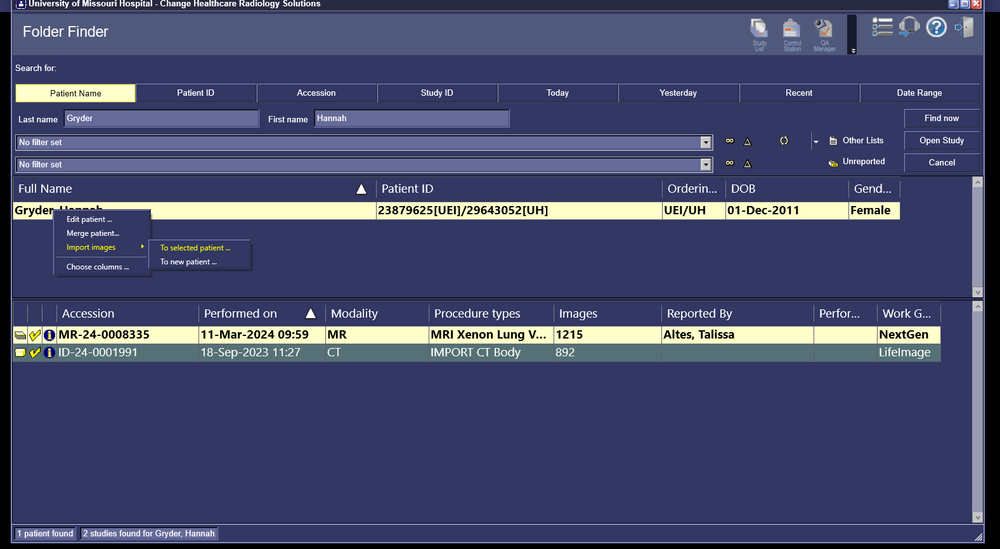 University of Missouri Hospital - Change Healthcare Radiology Solutions
Folder Finder
Study List
Control Station
QA Manager
Search for:
Patient Name
Patient ID
Accession
Study ID
Today
Yesterday
Recent
Date Range
Last name Gryder First name Hannah Find now
No filter set Other Lists Open Study
No filter set Unreported Cancel
Full Name Patient ID Orderin... DOB Gend...
Gryder, Hannah 23879625[UEI]/29643052[UH] UEI/UH 01-Dec-2011 Female
Edit patient ...
Merge patient...
Import images
To selected patient ...
To new patient ...
Choose columns ...
Accession Performed on Modality Procedure types Images Reported By Perfor... Work G...
MR-24-0008335 11-Mar-2024 09:59 MR MRI Xenon Lung V... 1215 Altes, Talissa NextGen
ID-24-0001991 18-Sep-2023 11:27 CT IMPORT CT Body 892 LifeImage
1 patient found 2 studies found for Gryder, Hannah